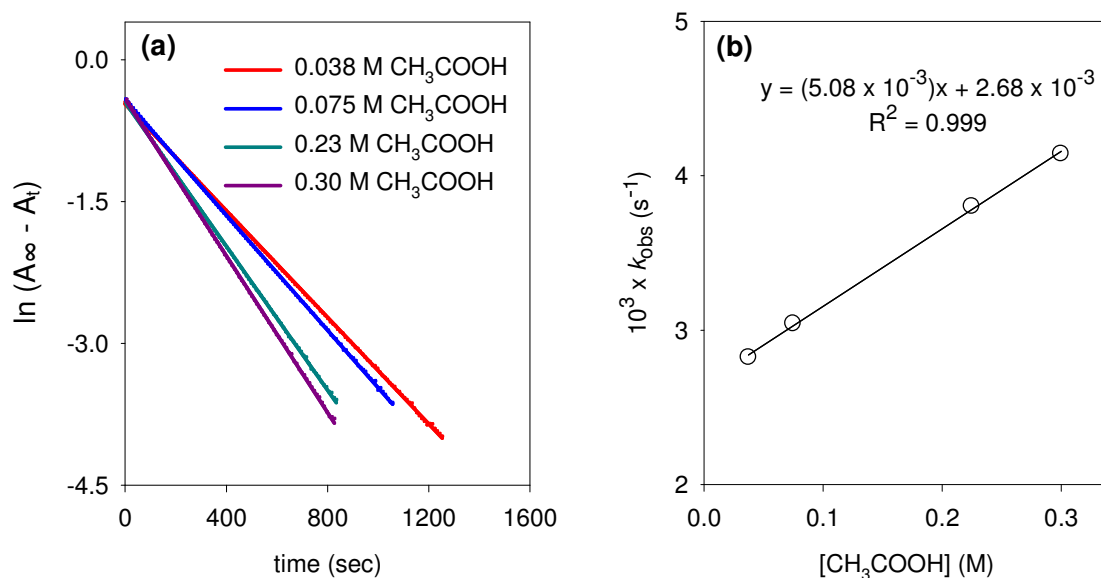 (a)
0.038 M CH₃COOH
0.075 M CH₃COOH
0.23 M CH₃COOH
0.30 M CH₃COOH
0.0
-1.5
-3.0
-4.5
ln (A∞ - Aₜ)
0 400 800 1200 1600
time (sec)
(b)
y = (5.08 x 10⁻³)x + 2.68 x 10⁻³
R² = 0.999
5
4
3
2
10³ x kobs (s⁻¹)
0.0 0.1 0.2 0.3
[CH₃COOH] (M)